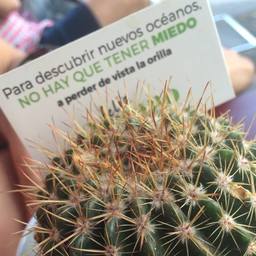 Para descubrir nuevos océanos,
NO HAY QUE TENER MIEDO
a perder de vista la orilla